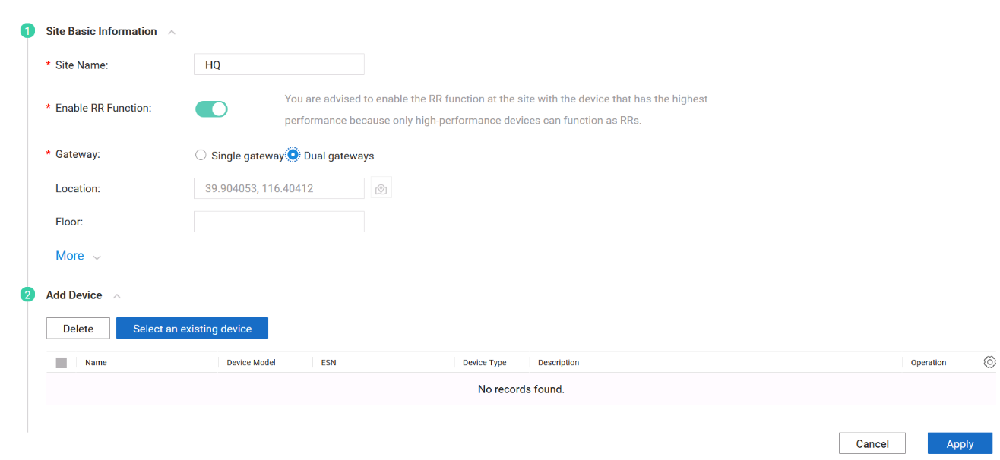 1 Site Basic Information
* Site Name: HQ
* Enable RR Function: You are advised to enable the RR function at the site with the device that has the highest
performance because only high-performance devices can function as RRs.
* Gateway: Single gateway Dual gateways
Location: 39.904053, 116.40412
Floor:
More
2 Add Device
Delete Select an existing device
Name Device Model ESN Device Type Description Operation
No records found.
Cancel Apply